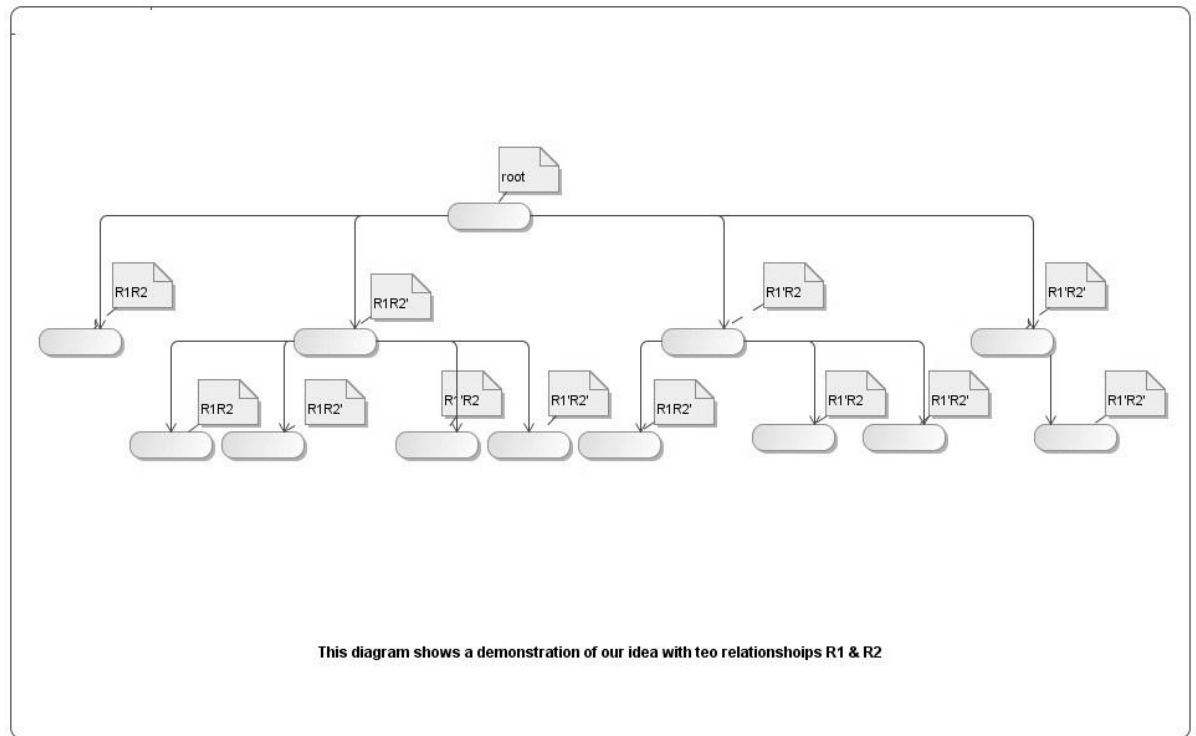 root
R1R2
R1R2'
R1'R2
R1'R2'
R1R2
R1R2'
R1'R2
R1'R2'
R1R2'
R1'R2
R1'R2'
R1'R2'
This diagram shows a demonstration of our idea with teo relationshoips R1 & R2